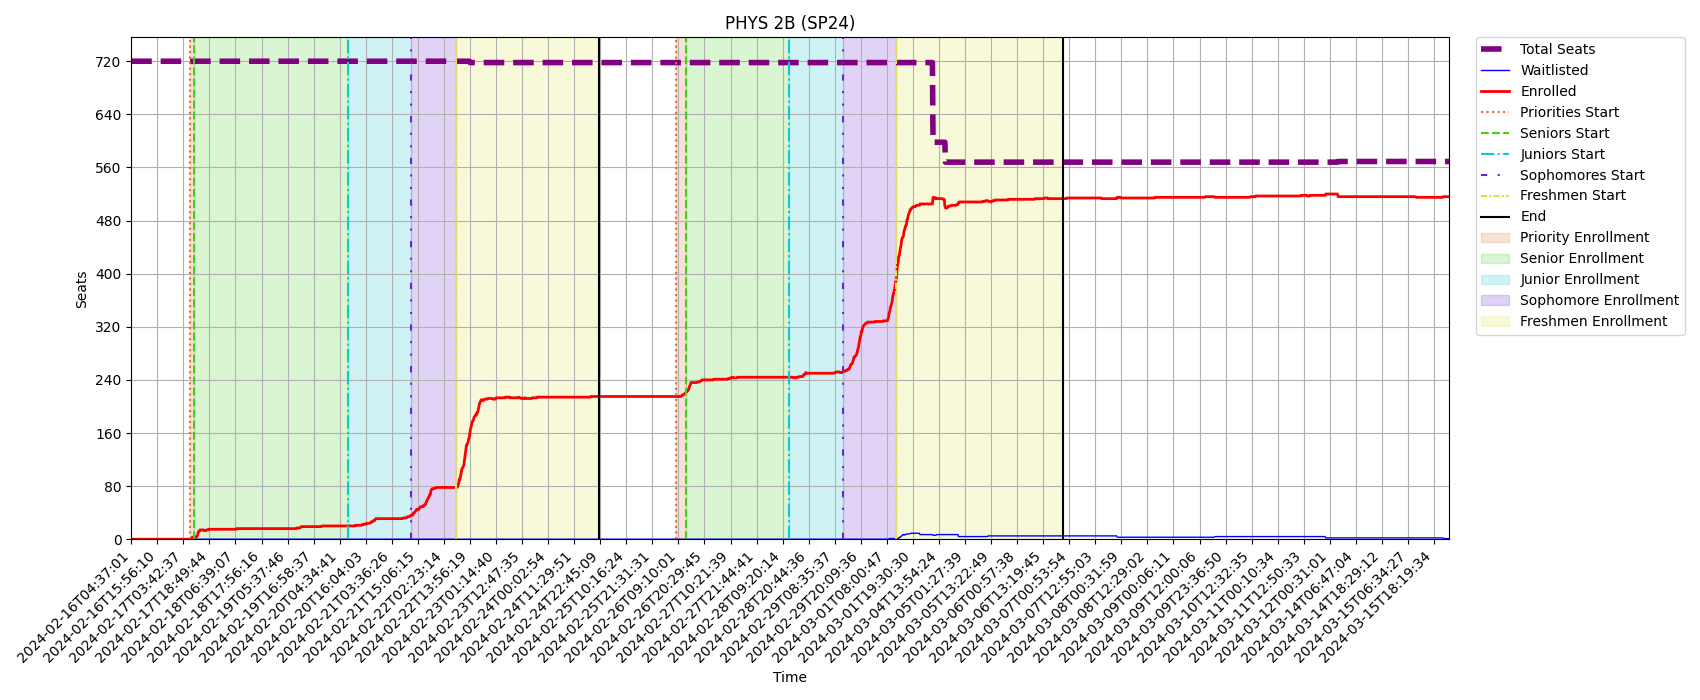 PHYS 2B (SP24)
Seats
720
640
560
480
400
320
240
160
80
0
2024-02-16T04:37:01
2024-02-16T15:56:10
2024-02-17T03:42:37
2024-02-17T18:49:44
2024-02-18T06:39:07
2024-02-18T17:56:16
2024-02-19T05:37:46
2024-02-19T16:58:37
2024-02-20T04:34:41
2024-02-20T16:04:03
2024-02-21T03:36:26
2024-02-21T15:06:15
2024-02-22T02:23:14
2024-02-22T13:56:19
2024-02-23T01:14:40
2024-02-23T12:47:35
2024-02-24T00:02:54
2024-02-24T11:29:51
2024-02-24T22:45:09
2024-02-25T10:16:24
2024-02-25T21:31:31
2024-02-26T09:10:01
2024-02-26T20:29:45
2024-02-27T10:21:39
2024-02-27T21:44:41
2024-02-28T09:20:14
2024-02-28T20:44:36
2024-02-29T08:35:37
2024-02-29T20:09:36
2024-03-01T08:00:47
2024-03-01T19:30:30
2024-03-04T13:54:24
2024-03-05T01:27:39
2024-03-05T13:22:49
2024-03-06T00:57:38
2024-03-06T13:19:45
2024-03-07T00:53:54
2024-03-07T12:55:03
2024-03-08T00:31:59
2024-03-08T12:29:02
2024-03-09T00:06:11
2024-03-09T12:00:06
2024-03-09T23:36:50
2024-03-10T12:32:35
2024-03-11T00:10:34
2024-03-11T12:50:33
2024-03-12T00:31:01
2024-03-14T06:47:04
2024-03-14T18:29:12
2024-03-15T06:34:27
2024-03-15T18:19:34
Time
Total Seats
Waitlisted
Enrolled
Priorities Start
Seniors Start
Juniors Start
Sophomores Start
Freshmen Start
End
Priority Enrollment
Senior Enrollment
Junior Enrollment
Sophomore Enrollment
Freshmen Enrollment